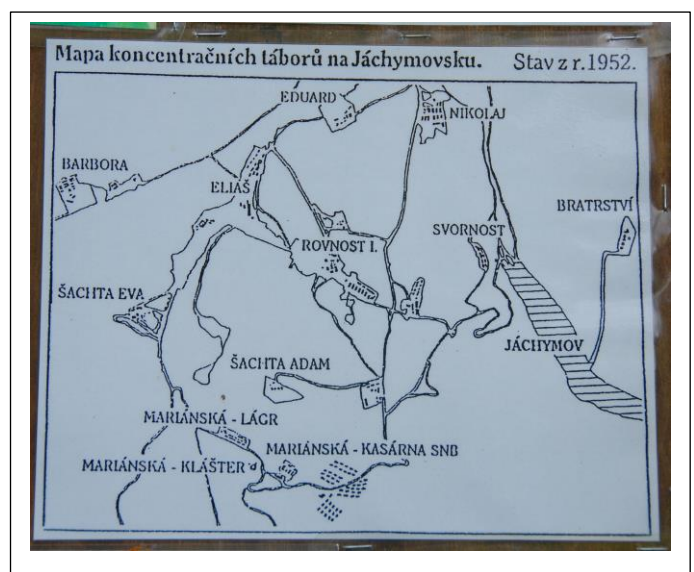 Mapa koncentračních táborů na Jáchymovsku. Stav z r.1952.
EDUARD
NIKOLAJ
BARBORA
ELIAŠ
BRATRSTVÍ
SVORNOST
ROVNOST I.
ŠACHTA EVA
JÁCHYMOV
ŠACHTA ADAM
MARIÁNSKÁ - LÁGR
MARIÁNSKÁ - KASÁRNA SNB
MARIÁNSKÁ - KLÁŠTER